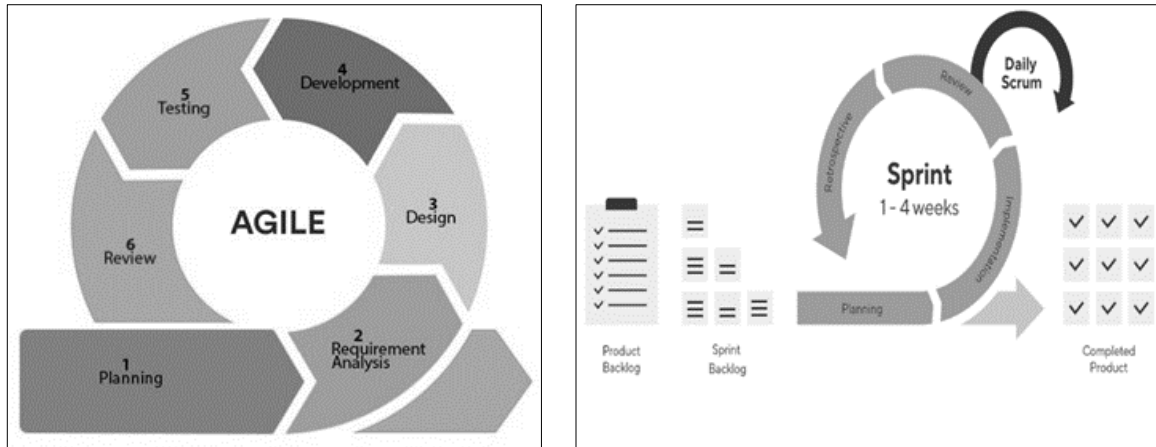 4
Development
5
Testing
3
Design
AGILE
6
Review
2
Requirement
Analysis
1
Planning
Daily
Scrum
Review
Retrospective
Sprint
1 - 4 weeks
Implementation
Planning
Product
Backlog
Sprint
Backlog
Completed
Product